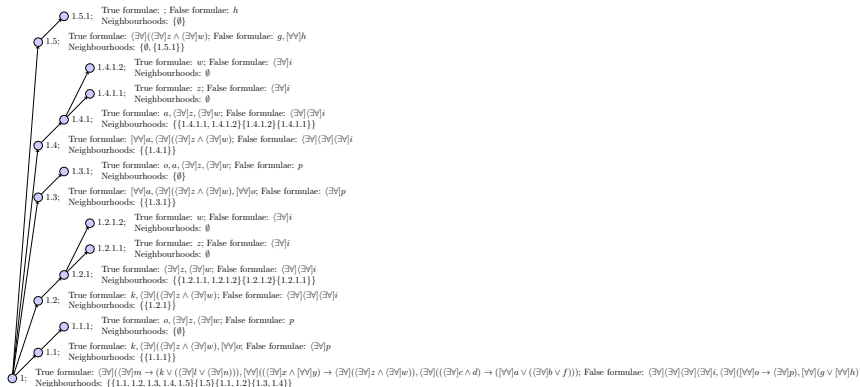 1.5.1; True formulae: ; False formulae: h
Neighbourhoods: {∅}
1.5; True formulae: ⟨∃∀](⟨∃∀]z ∧ ⟨∃∀]w); False formulae: g, [∀∀]h
Neighbourhoods: {∅, {1.5.1}}
1.4.1.2; True formulae: w; False formulae: ⟨∃∀]i
Neighbourhoods: ∅
1.4.1.1; True formulae: z; False formulae: ⟨∃∀]i
Neighbourhoods: ∅
1.4.1; True formulae: a, ⟨∃∀]z, ⟨∃∀]w; False formulae: ⟨∃∀]⟨∃∀]i
Neighbourhoods: {{1.4.1.1, 1.4.1.2}{1.4.1.2}{1.4.1.1}}
1.4; True formulae: [∀∀]a, ⟨∃∀](⟨∃∀]z ∧ ⟨∃∀]w); False formulae: ⟨∃∀]⟨∃∀]⟨∃∀]i
Neighbourhoods: {{1.4.1}}
1.3.1; True formulae: o, a, ⟨∃∀]z, ⟨∃∀]w; False formulae: p
Neighbourhoods: {∅}
1.3; True formulae: [∀∀]a, ⟨∃∀](⟨∃∀]z ∧ ⟨∃∀]w), [∀∀]o; False formulae: ⟨∃∀]p
Neighbourhoods: {{1.3.1}}
1.2.1.2; True formulae: w; False formulae: ⟨∃∀]i
Neighbourhoods: ∅
1.2.1.1; True formulae: z; False formulae: ⟨∃∀]i
Neighbourhoods: ∅
1.2.1; True formulae: ⟨∃∀]z, ⟨∃∀]w; False formulae: ⟨∃∀]⟨∃∀]i
Neighbourhoods: {{1.2.1.1, 1.2.1.2}{1.2.1.2}{1.2.1.1}}
1.2; True formulae: k, ⟨∃∀](⟨∃∀]z ∧ ⟨∃∀]w); False formulae: ⟨∃∀]⟨∃∀]⟨∃∀]i
Neighbourhoods: {{1.2.1}}
1.1.1; True formulae: o, ⟨∃∀]z, ⟨∃∀]w; False formulae: p
Neighbourhoods: {∅}
1.1; True formulae: k, ⟨∃∀](⟨∃∀]z ∧ ⟨∃∀]w), [∀∀]o; False formulae: ⟨∃∀]p
Neighbourhoods: {{1.1.1}}
1; True formulae: ⟨∃∀](⟨∃∀]m → (k ∨ (⟨∃∀]l ∨ ⟨∃∀]n))), [∀∀]((⟨∃∀]x ∧ [∀∀]y) → ⟨∃∀](⟨∃∀]z ∧ ⟨∃∀]w)), ⟨∃∀]((⟨∃∀]c ∧ d) → ([∀∀]a ∨ (⟨∃∀]b ∨ f))); False formulae: ⟨∃∀]⟨∃∀]⟨∃∀]⟨∃∀]i, ⟨∃∀]([∀∀]o → ⟨∃∀]p), [∀∀](g ∨ [∀∀]h)
Neighbourhoods: {{1.1, 1.2, 1.3, 1.4, 1.5}{1.5}{1.1, 1.2}{1.3, 1.4}}